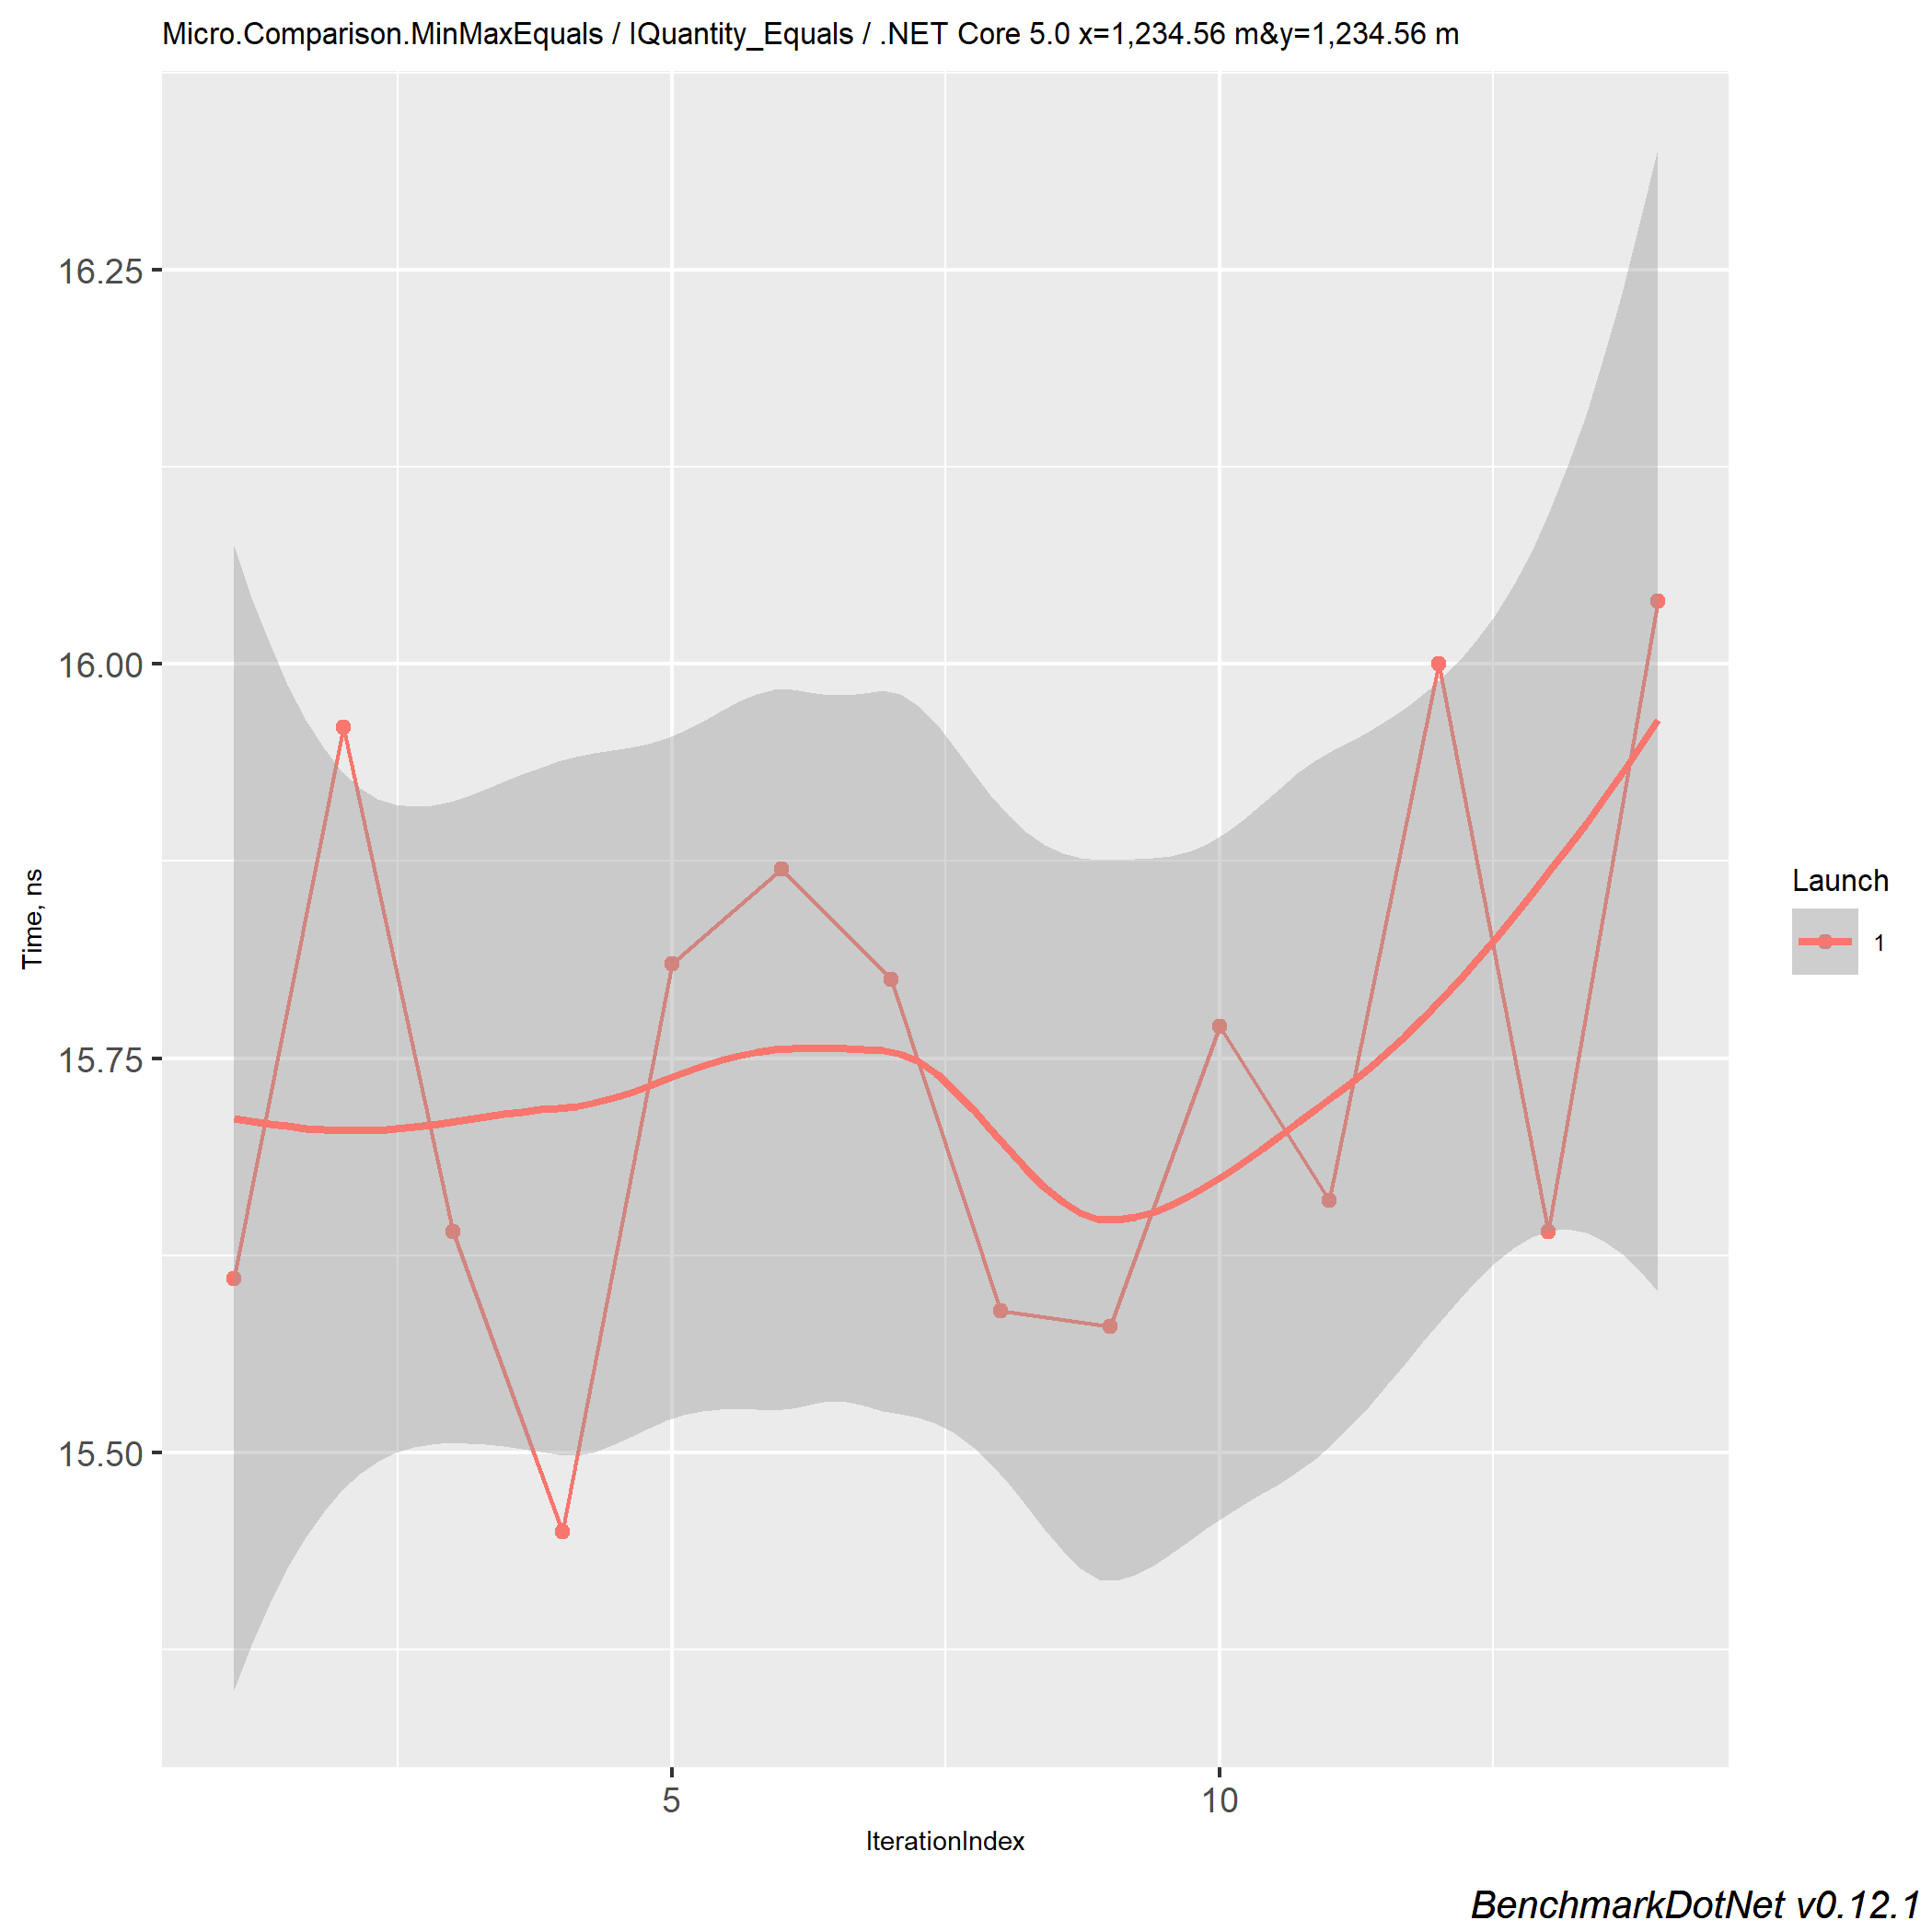 Micro.Comparison.MinMaxEquals / IQuantity_Equals / .NET Core 5.0 x=1,234.56 m&y=1,234.56 m
16.25
16.00
15.75
15.50
Time, ns
5
10
IterationIndex
Launch
1
BenchmarkDotNet v0.12.1